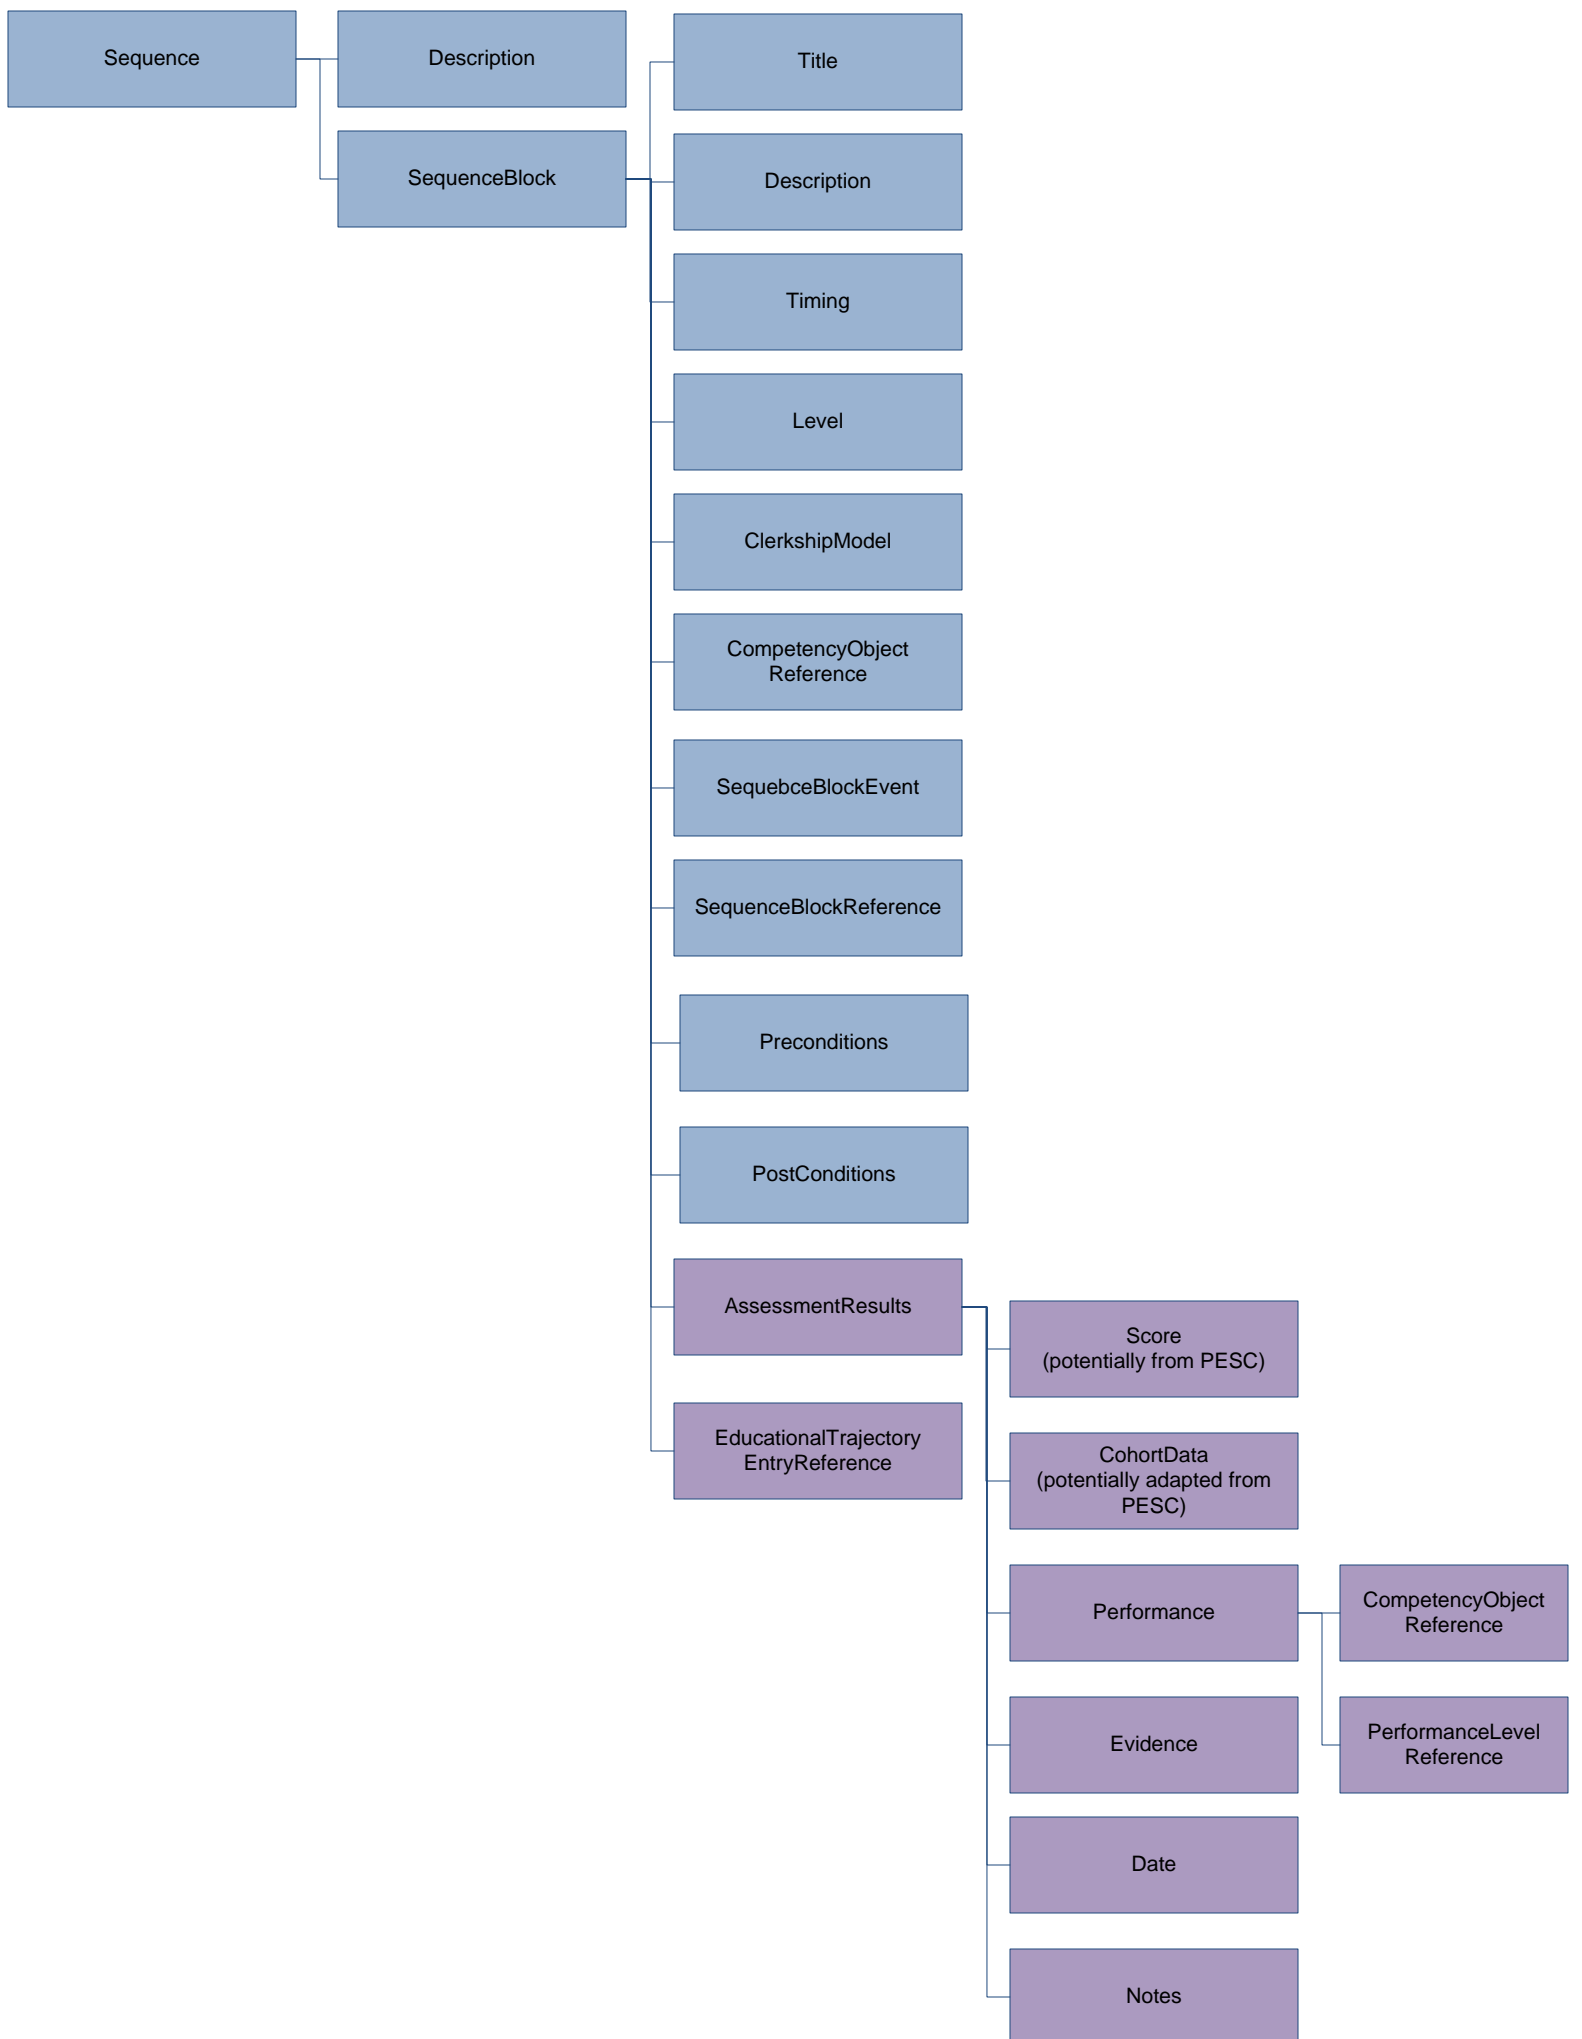 Sequence
Description
Title
SequenceBlock
Description
Timing
Level
ClerkshipModel
CompetencyObject
Reference
SequebceBlockEvent
SequenceBlockReference
Preconditions
PostConditions
AssessmentResults
Score
(potentially from PESC)
EducationalTrajectory
EntryReference
CohortData
(potentially adapted from
PESC)
Performance
CompetencyObject
Reference
Evidence
PerformanceLevel
Reference
Date
Notes